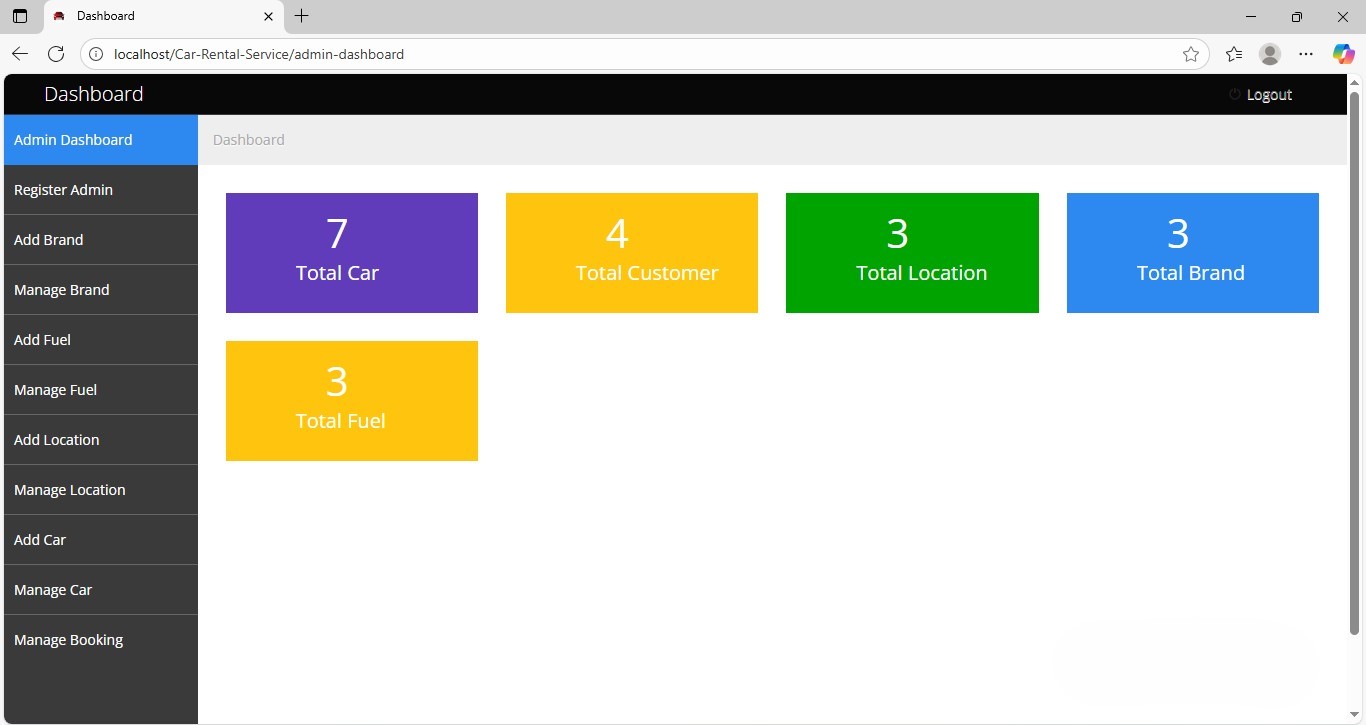 Dashboard
localhost/Car-Rental-Service/admin-dashboard
Dashboard
Logout
Admin Dashboard
Dashboard
Register Admin
Add Brand
Manage Brand
Add Fuel
Manage Fuel
Add Location
Manage Location
Add Car
Manage Car
Manage Booking
7
Total Car
4
Total Customer
3
Total Location
3
Total Brand
3
Total Fuel